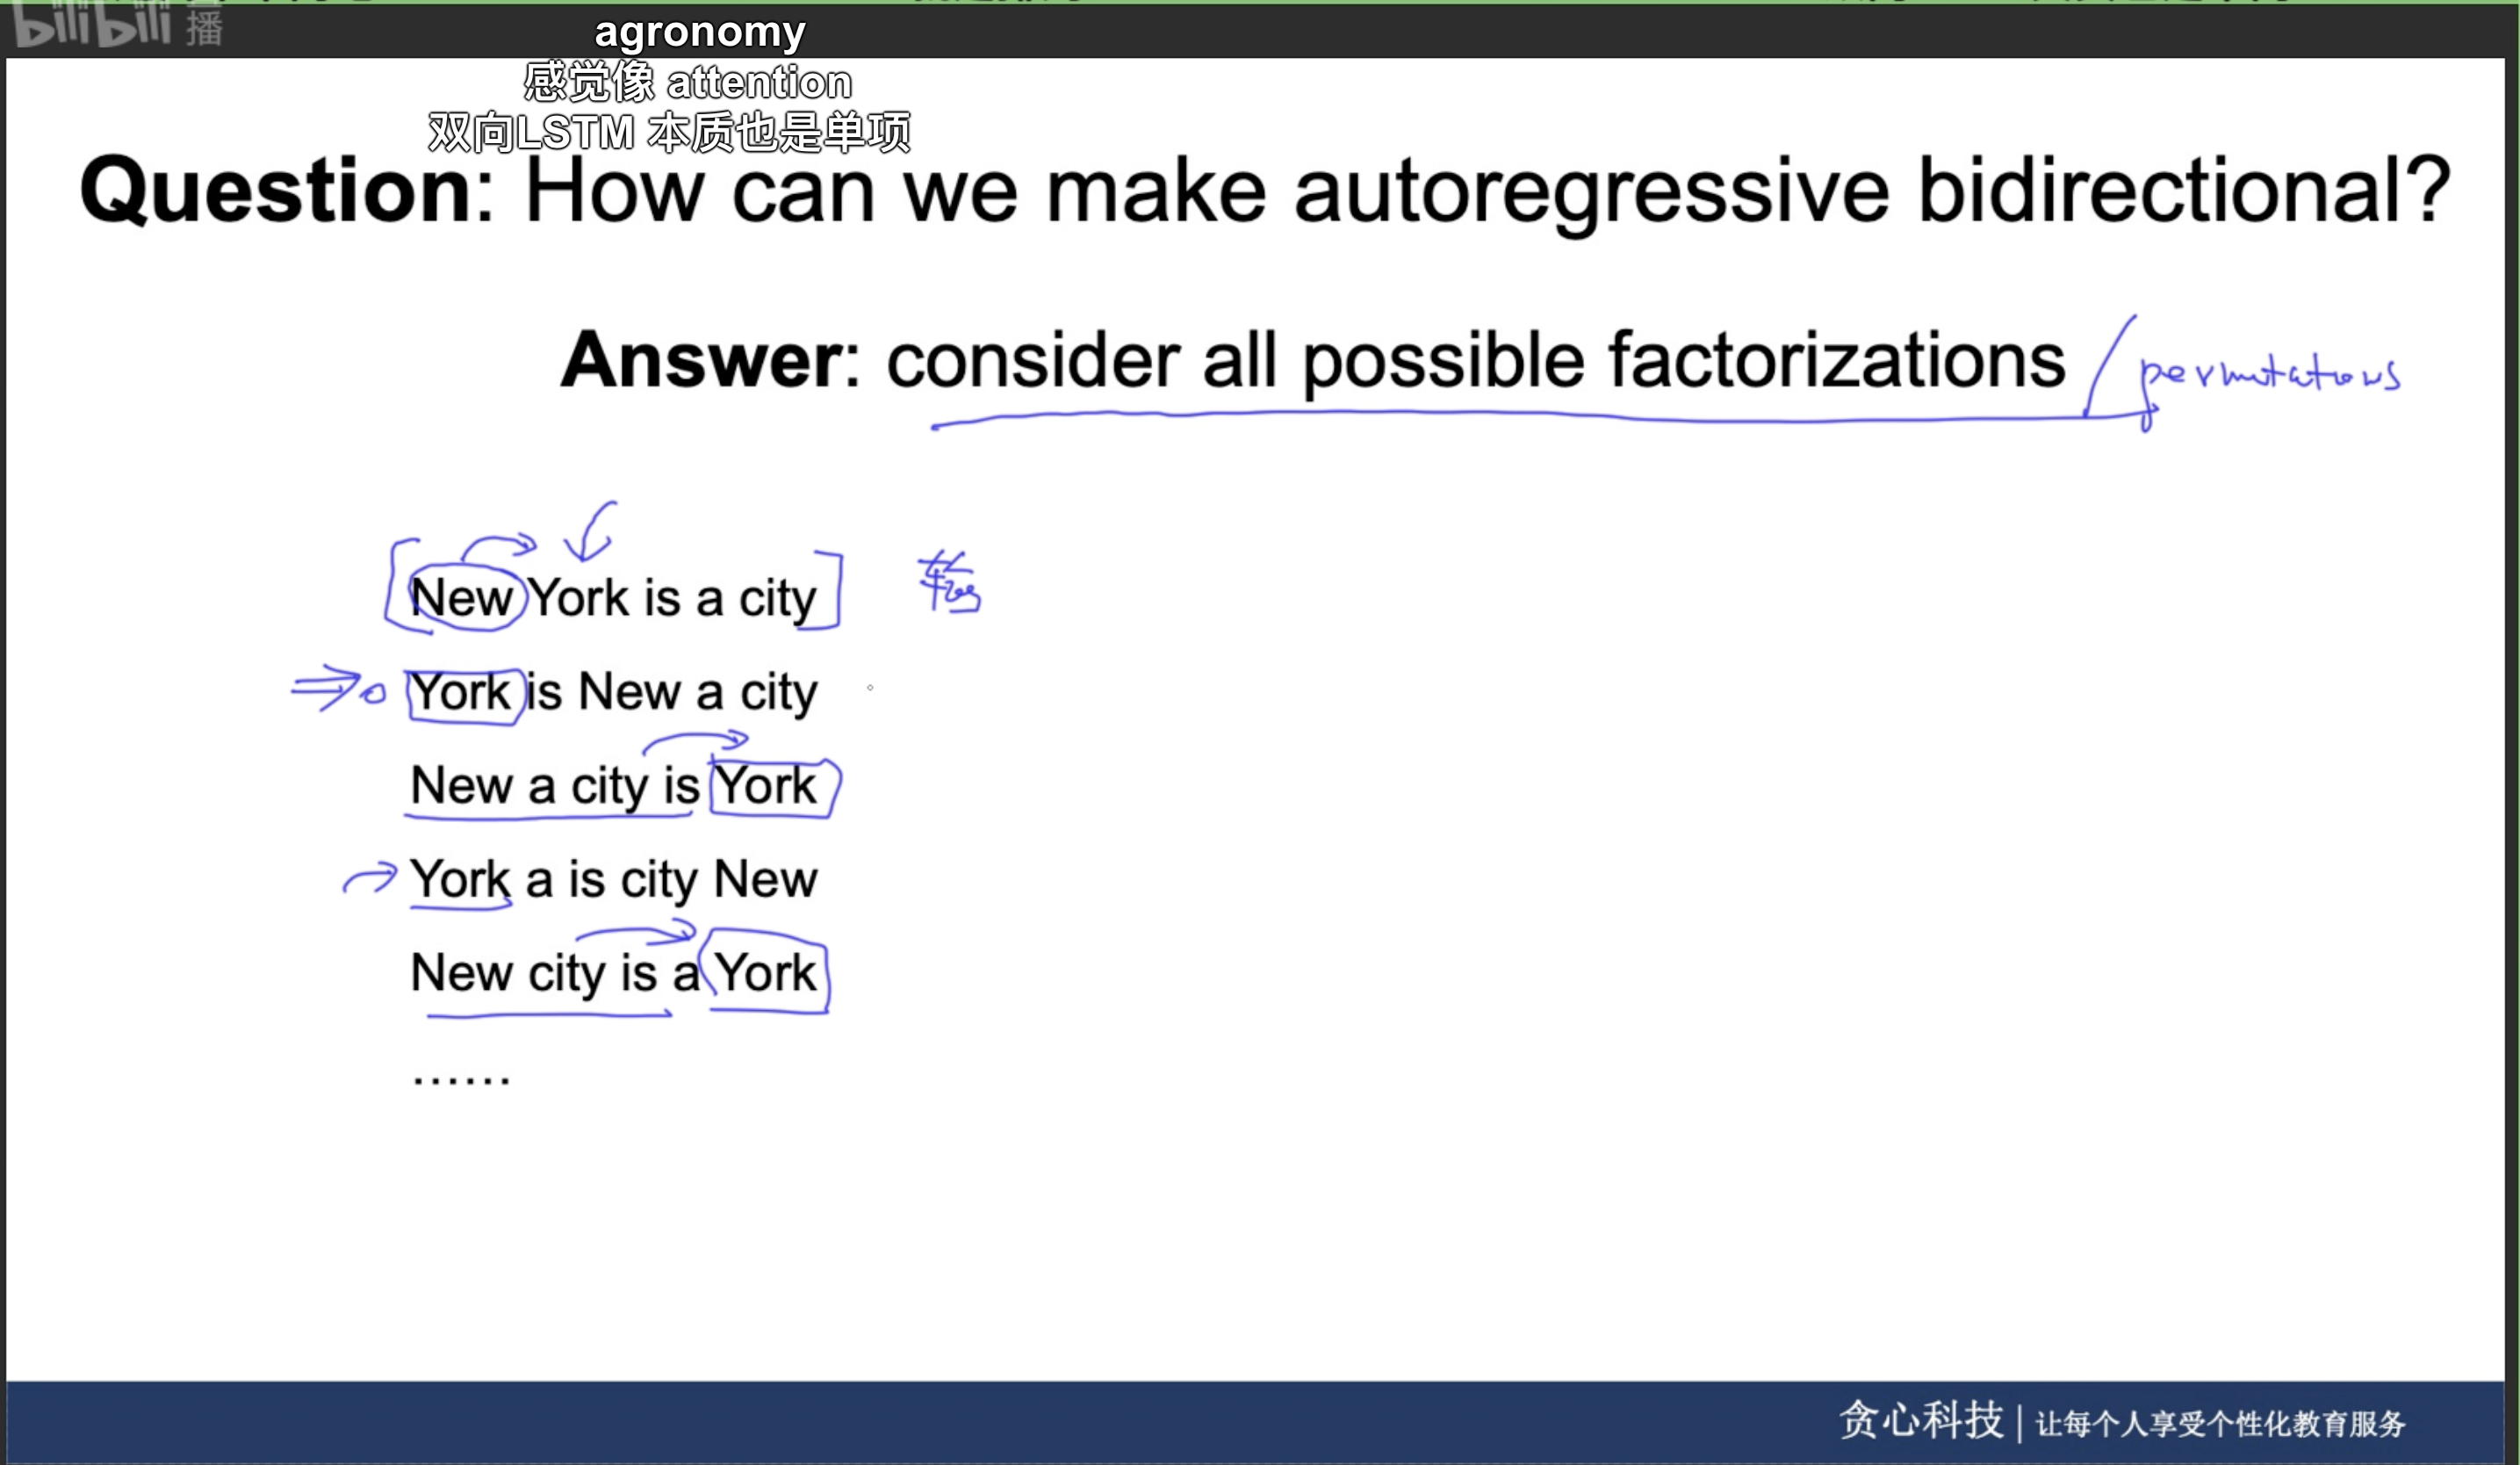 bilibili 直播
agronomy
感觉像 attention
双向LSTM 本质也是单项
Question: How can we make autoregressive bidirectional?
Answer: consider all possible factorizations / permutations
New York is a city
York is New a city
New a city is York
York a is city New
New city is a York
......
贪心科技 | 让每个人享受个性化教育服务